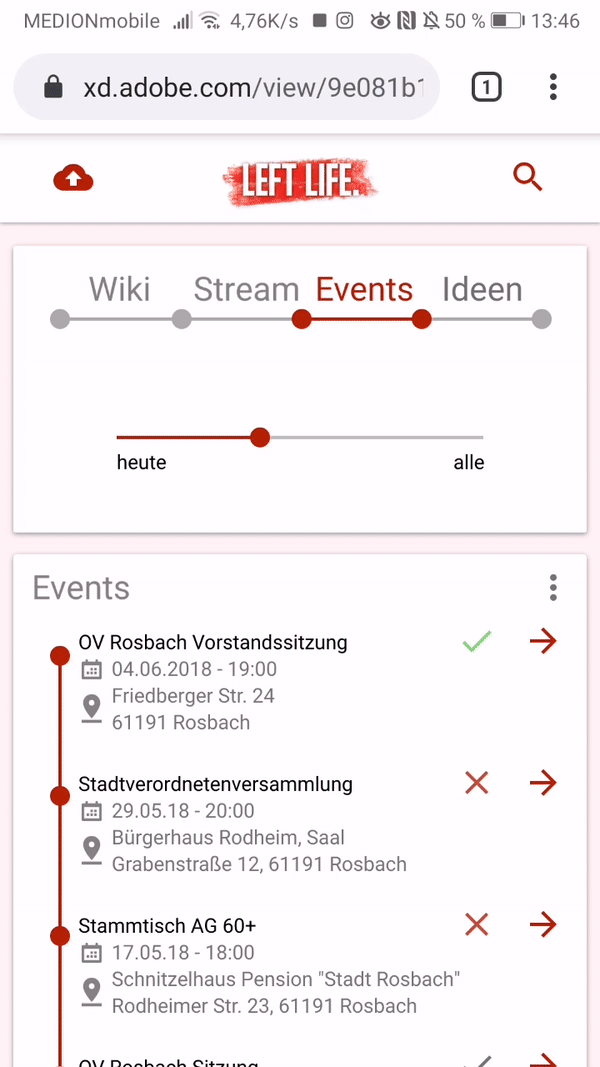 MEDIONmobile 4,76K/s 50 % 13:46
xd.adobe.com/view/9e081b1
1
LEFT LIFE.
Wiki Stream Events Ideen
heute alle
Events
OV Rosbach Vorstandssitzung
04.06.2018 - 19:00
Friedberger Str. 24
61191 Rosbach
Stadtverordnetenversammlung
29.05.18 - 20:00
Bürgerhaus Rodheim, Saal
Grabenstraße 12, 61191 Rosbach
Stammtisch AG 60+
17.05.18 - 18:00
Schnitzelhaus Pension "Stadt Rosbach"
Rodheimer Str. 23, 61191 Rosbach
OV Rosbach Sitzung